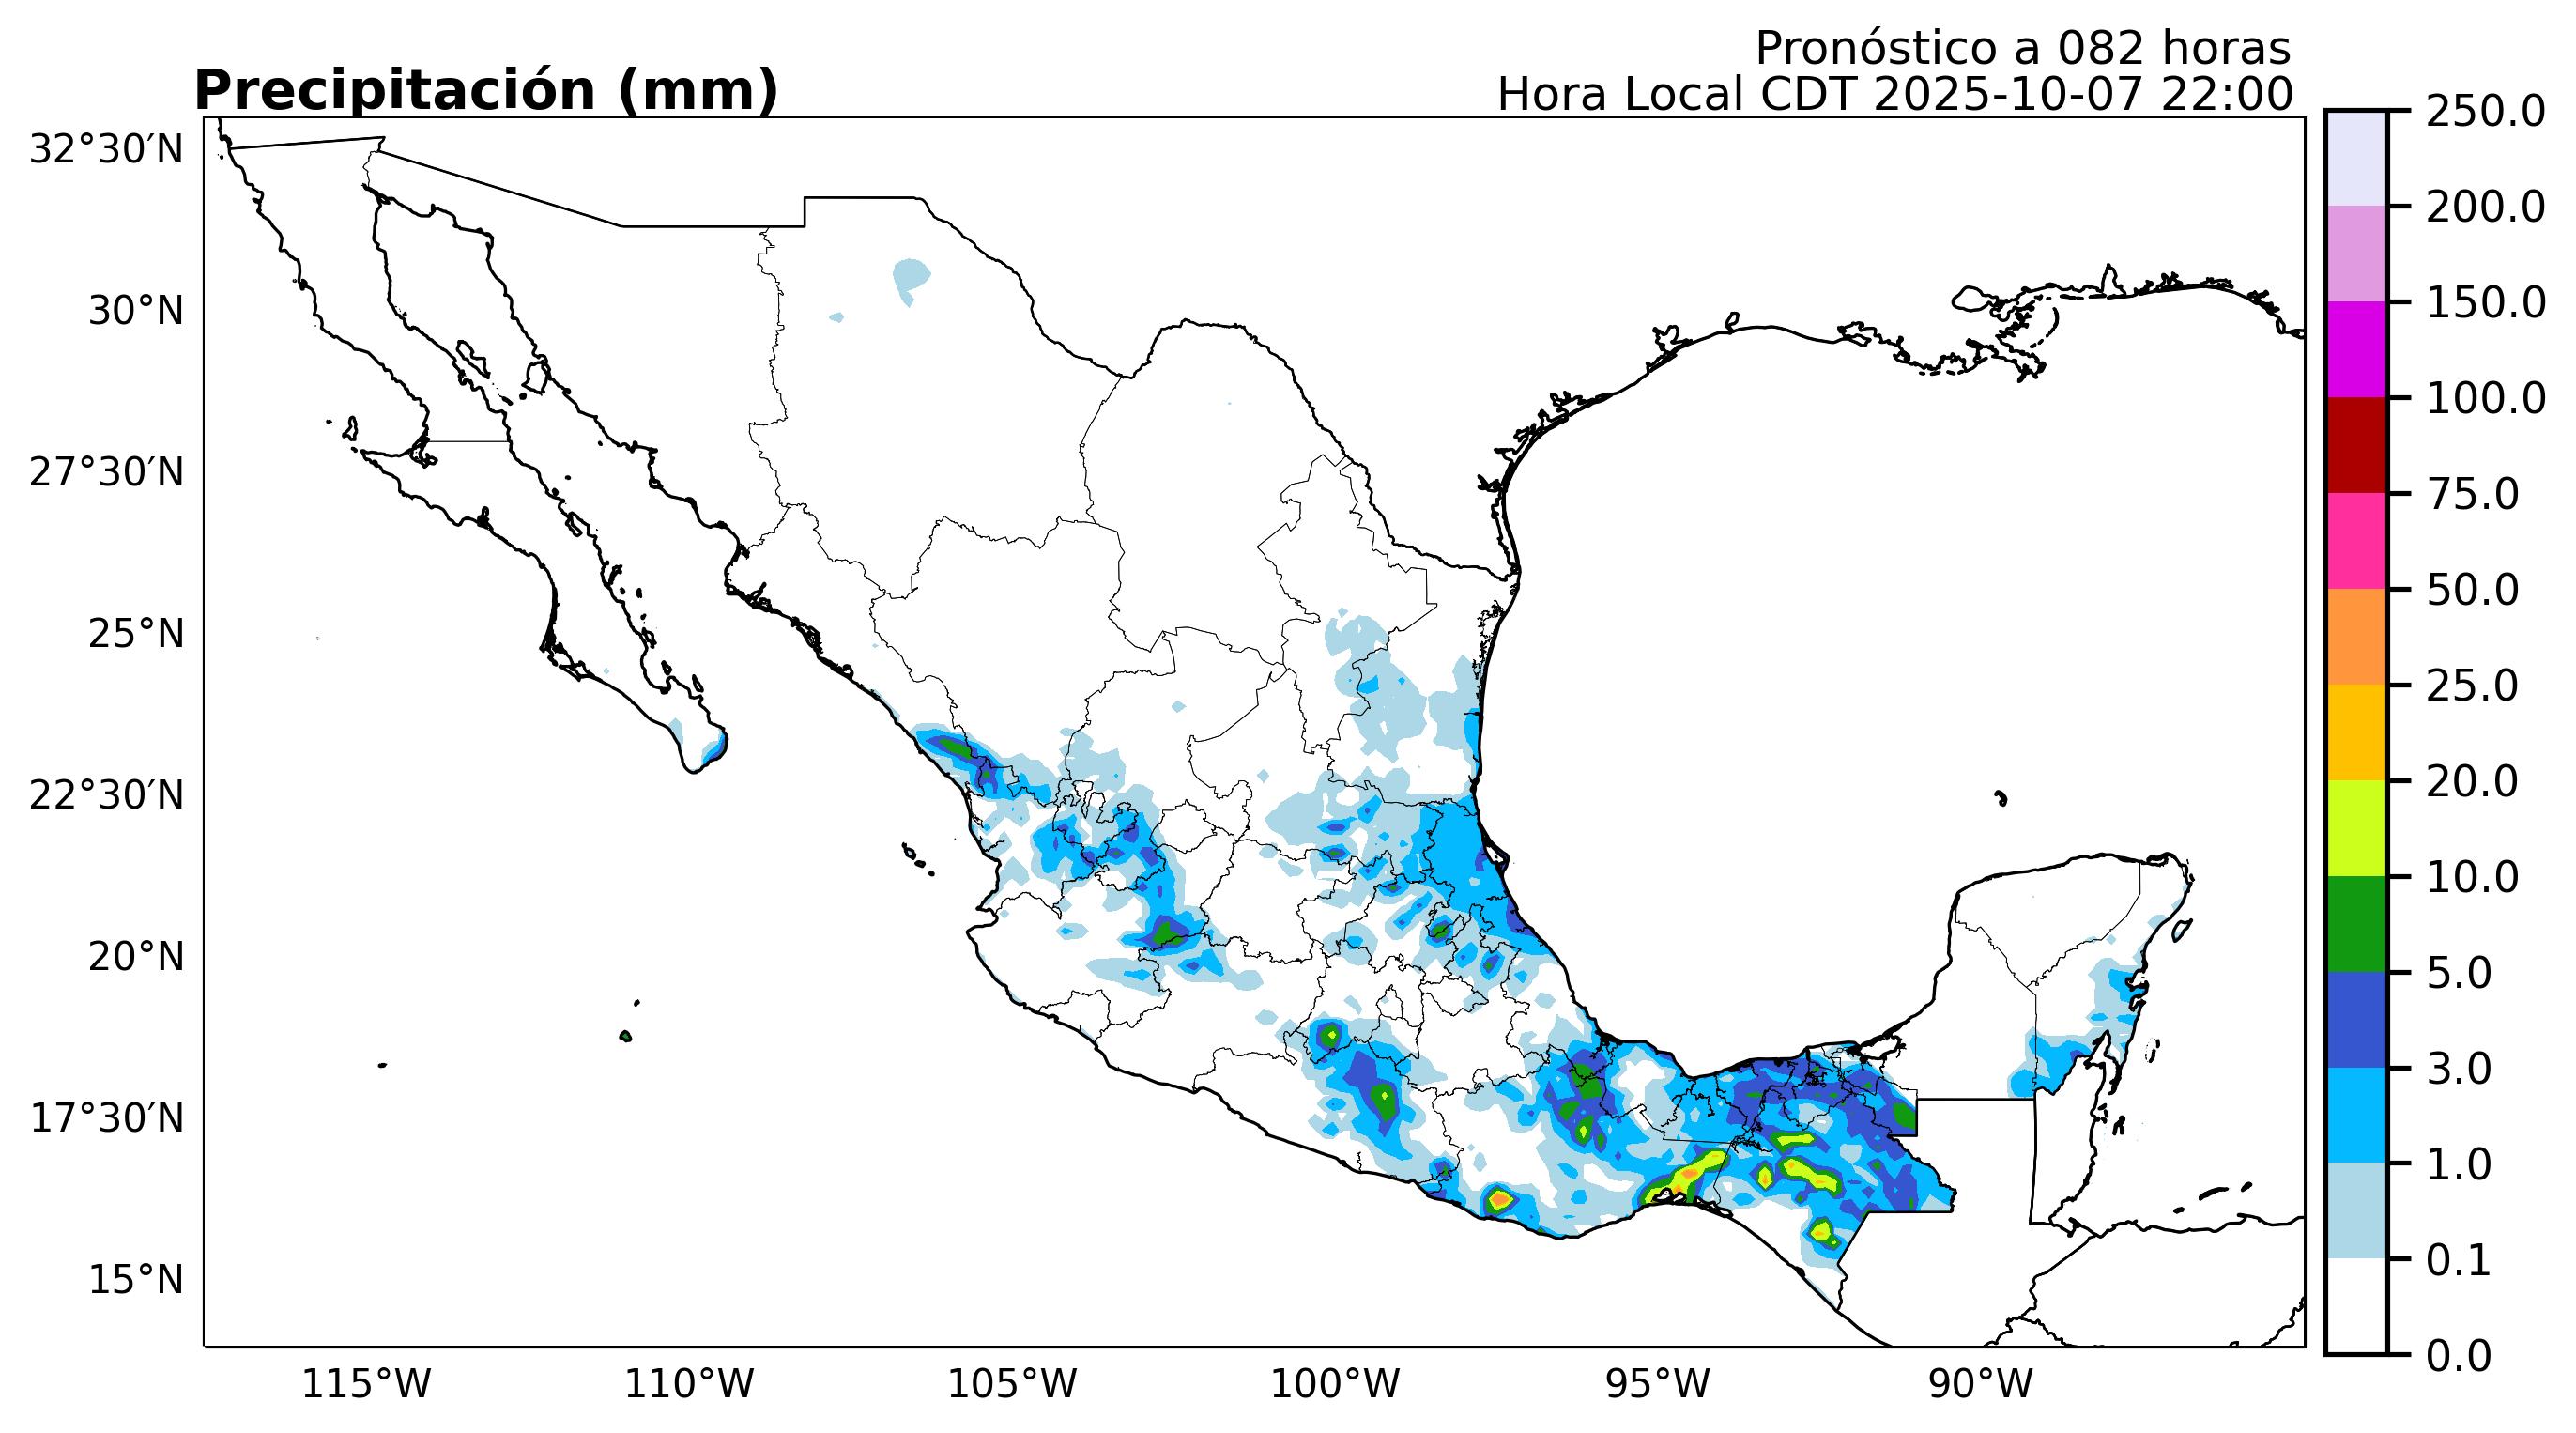 Pronóstico a 082 horas
Precipitación (mm)
Hora Local CDT 2025-10-07 22:00
32°30′N
30°N
27°30′N
25°N
22°30′N
20°N
17°30′N
15°N
115°W
110°W
105°W
100°W
95°W
90°W
250.0
200.0
150.0
100.0
75.0
50.0
25.0
20.0
10.0
5.0
3.0
1.0
0.1
0.0